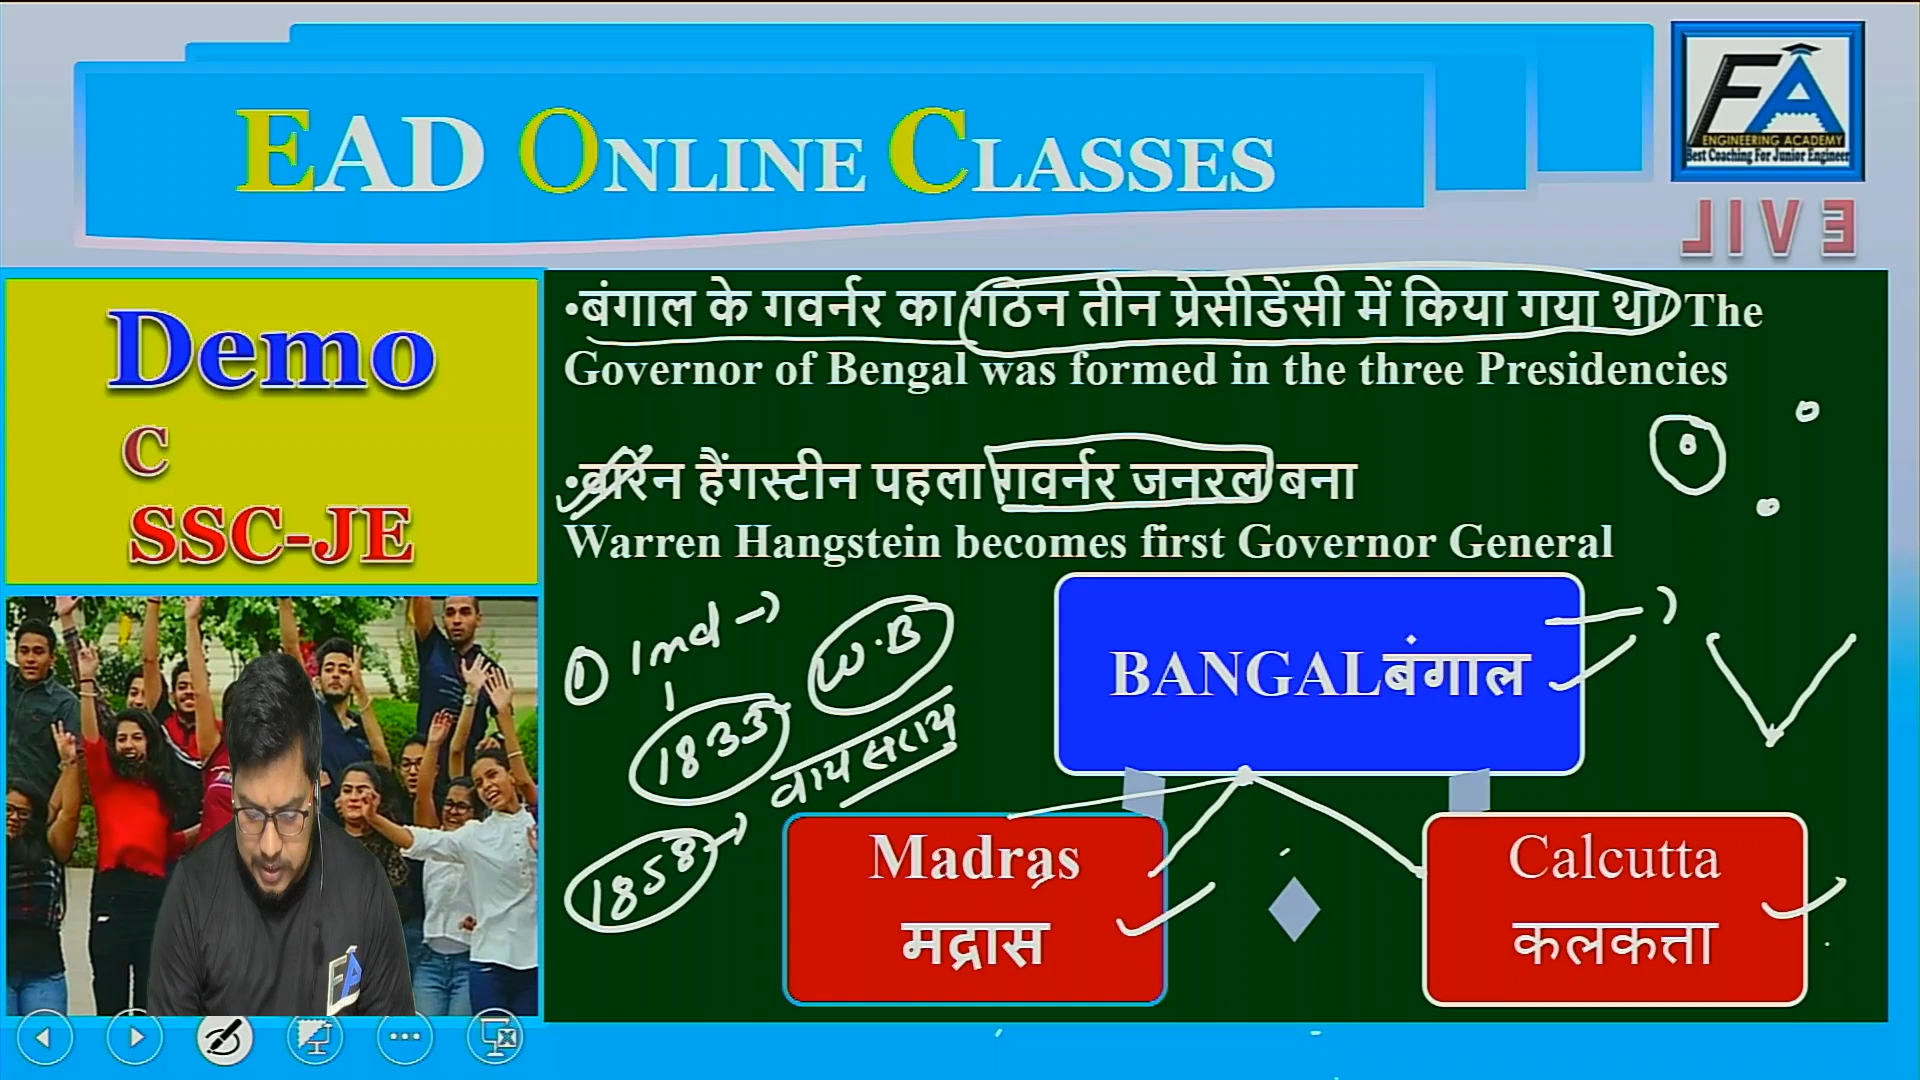 EAD ONLINE CLASSES
FA
ENGINEERING ACADEMY
Best Coaching For Junior Engineer
LIVE
Demo
C
SSC-JE
•बंगाल के गवर्नर का गठन तीन प्रेसीडेंसी में किया गया था The
Governor of Bengal was formed in the three Presidencies
•वारेन हैंगस्टीन पहला गवर्नर जनरल बना
Warren Hangstein becomes first Governor General
① Ind →
W.B
1833
वायसराय
1858 →
BANGALबंगाल
Madras
मद्रास
Calcutta
कलकत्ता